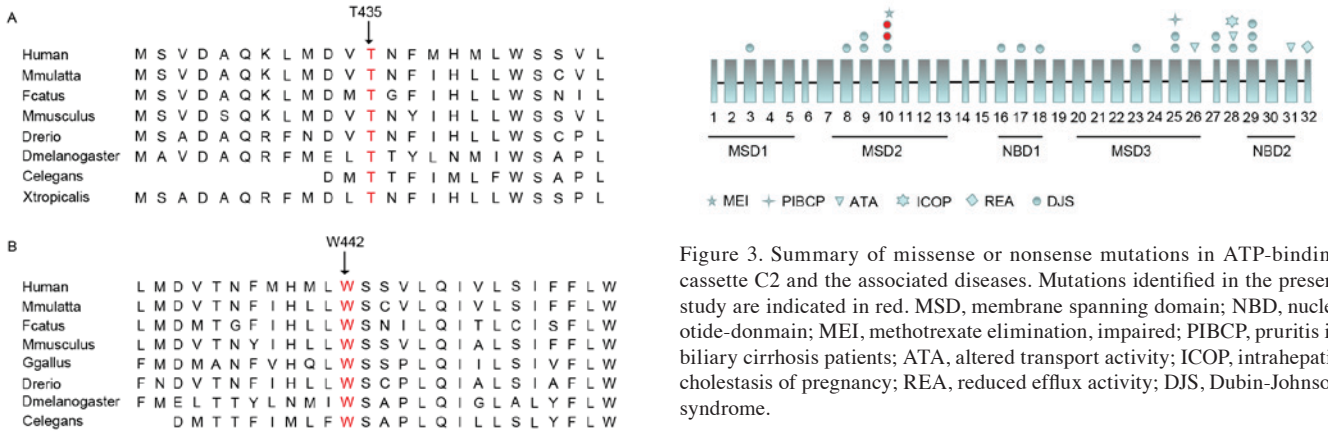 A
T435
Human M S V D A Q K L M D V T N F M H M L W S S V L
Mmulatta M S V D A Q K L M D V T N F I H L L W S C V L
Fcatus M S V D A Q K L M D M T G F I H L L W S N I L
Mmusculus M S V D S Q K L M D V T N Y I H L L W S S V L
Drerio M S A D A Q R F N D V T N F I H L L W S C P L
Dmelanogaster M A V D A Q R F M E L T T Y L N M I W S A P L
Celegans D M T T F I M L F W S A P L
Xtropicalis M S A D A Q R F M D L T N F I H L L W S S P L
B
W442
Human L M D V T N F M H M L W S S V L Q I V L S I F F L W
Mmulatta L M D V T N F I H L L W S C V L Q I V L S I F F L W
Fcatus L M D M T G F I H L L W S N I L Q I T L C I S F L W
Mmusculus L M D V T N Y I H L L W S S V L Q I A L S I F F L W
Ggallus F M D M A N F V H Q L W S S P L Q I I L S I V F L W
Drerio F N D V T N F I H L L W S C P L Q I A L S I A F L W
Dmelanogaster F M E L T T Y L N M I W S A P L Q I G L A L Y F L W
Celegans D M T T F I M L F W S A P L Q I L L S L Y F L W
1 2 3 4 5 6 7 8 9 10 11 12 13 14 15 16 17 18 19 20 21 22 23 24 25 26 27 28 29 30 31 32
MSD1 MSD2 NBD1 MSD3 NBD2
MEI PIBCP ATA ICOP REA DJS
Figure 3. Summary of missense or nonsense mutations in ATP-bindin
cassette C2 and the associated diseases. Mutations identified in the presen
study are indicated in red. MSD, membrane spanning domain; NBD, nucle
otide-donmain; MEI, methotrexate elimination, impaired; PIBCP, pruritis i
biliary cirrhosis patients; ATA, altered transport activity; ICOP, intrahepati
cholestasis of pregnancy; REA, reduced efflux activity; DJS, Dubin-Johnso
syndrome.